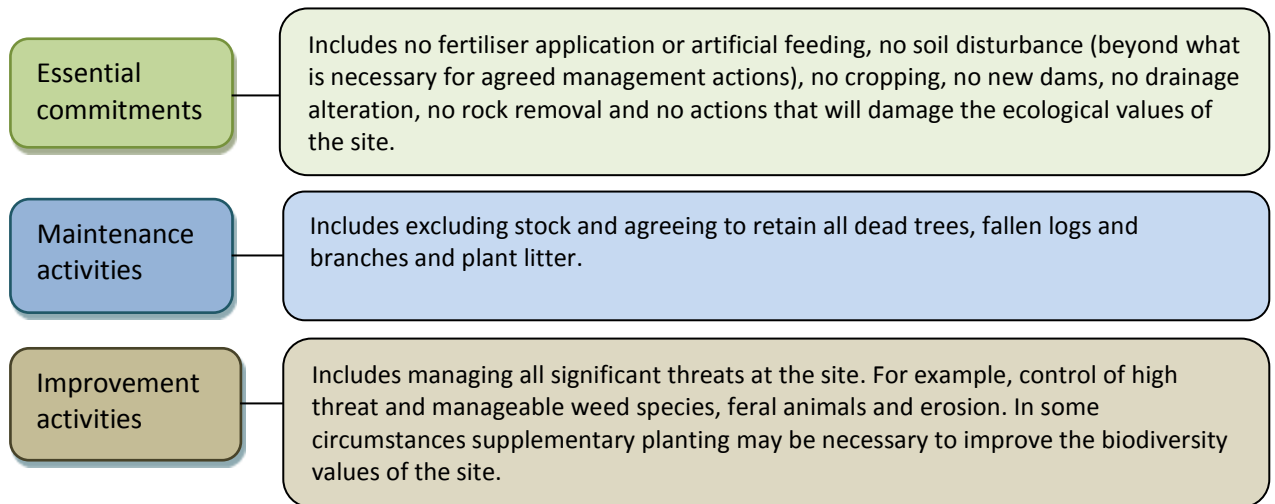 Essential
commitments
Includes no fertiliser application or artificial feeding, no soil disturbance (beyond what
is necessary for agreed management actions), no cropping, no new dams, no drainage
alteration, no rock removal and no actions that will damage the ecological values of
the site.
Maintenance
activities
Includes excluding stock and agreeing to retain all dead trees, fallen logs and
branches and plant litter.
Improvement
activities
Includes managing all significant threats at the site. For example, control of high
threat and manageable weed species, feral animals and erosion. In some
circumstances supplementary planting may be necessary to improve the biodiversity
values of the site.